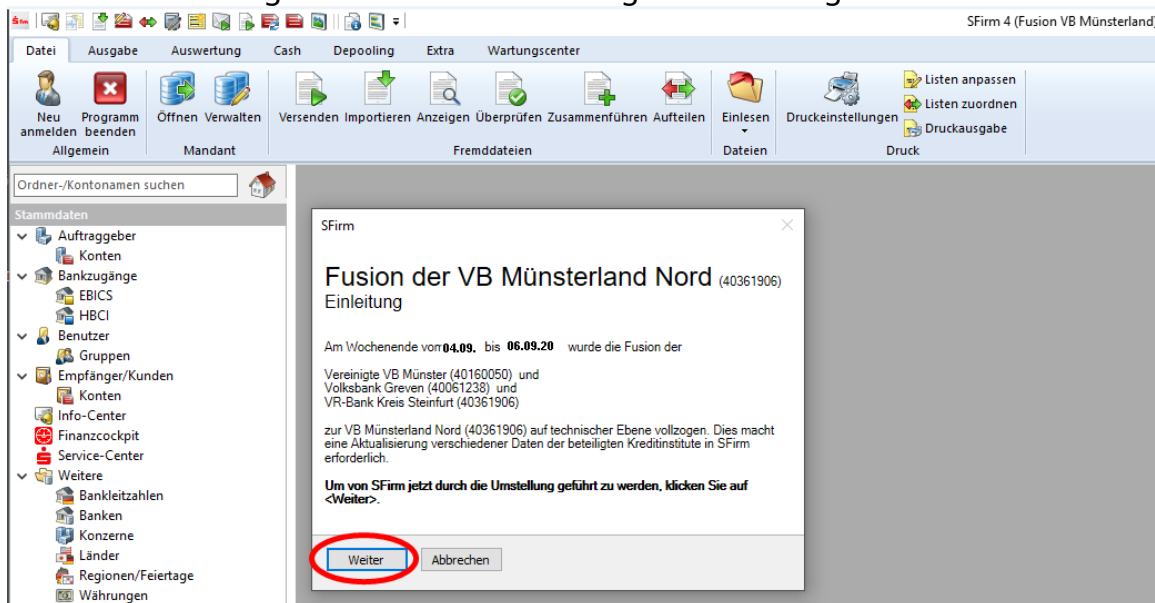 SFirm 4 (Fusion VB Münsterland)
Datei Ausgabe Auswertung Cash Depooling Extra Wartungscenter
Neu anmelden
Programm beenden
Öffnen Verwalten Versenden Importieren Anzeigen Überprüfen Zusammenführen Aufteilen Einlesen Druckeinstellungen
Listen anpassen
Listen zuordnen
Druckausgabe
Allgemein Mandant Fremddateien Dateien Druck
Ordner-/Kontonamen suchen
Stammdaten
Auftraggeber
Konten
Bankzugänge
EBICS
HBCI
Benutzer
Gruppen
Empfänger/Kunden
Konten
Info-Center
Finanzcockpit
Service-Center
Weitere
Bankleitzahlen
Banken
Konzerne
Länder
Regionen/Feiertage
Währungen
SFirm
Fusion der VB Münsterland Nord (40361906)
Einleitung
Am Wochenende vom 04.09. bis 06.09.20 wurde die Fusion der
Vereinigte VB Münster (40160050) und
Volksbank Greven (40061238) und
VR-Bank Kreis Steinfurt (40361906)
zur VB Münsterland Nord (40361906) auf technischer Ebene vollzogen. Dies macht
eine Aktualisierung verschiedener Daten der beteiligten Kreditinstitute in SFirm
erforderlich.
Um von SFirm jetzt durch die Umstellung geführt zu werden, klicken Sie auf
<Weiter>.
Weiter Abbrechen